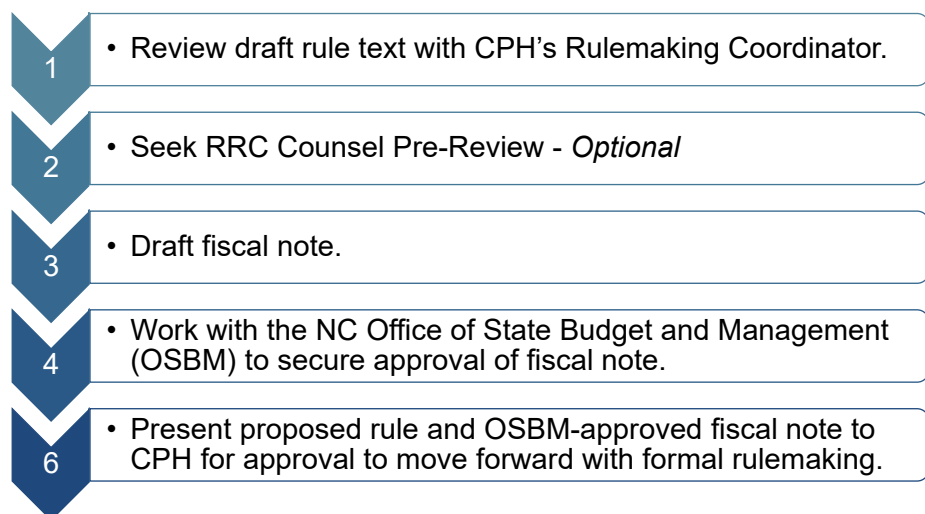 1
• Review draft rule text with CPH's Rulemaking Coordinator.
2
• Seek RRC Counsel Pre-Review - Optional
3
• Draft fiscal note.
4
• Work with the NC Office of State Budget and Management
(OSBM) to secure approval of fiscal note.
6
• Present proposed rule and OSBM-approved fiscal note to
CPH for approval to move forward with formal rulemaking.